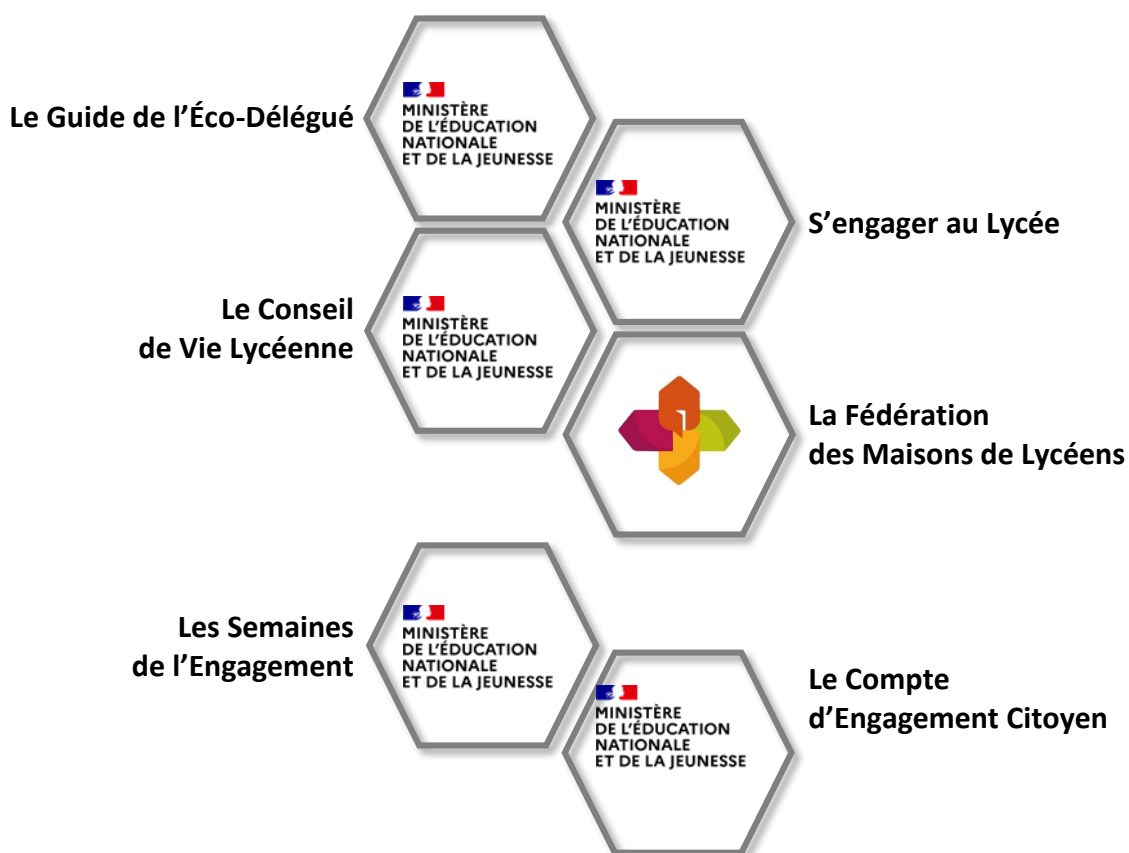 Le Guide de l’Éco-Délégué
MINISTÈRE
DE L’ÉDUCATION
NATIONALE
ET DE LA JEUNESSE
MINISTÈRE
DE L’ÉDUCATION
NATIONALE
ET DE LA JEUNESSE
S’engager au Lycée
Le Conseil
de Vie Lycéenne
MINISTÈRE
DE L’ÉDUCATION
NATIONALE
ET DE LA JEUNESSE
La Fédération
des Maisons de Lycéens
Les Semaines
de l’Engagement
MINISTÈRE
DE L’ÉDUCATION
NATIONALE
ET DE LA JEUNESSE
MINISTÈRE
DE L’ÉDUCATION
NATIONALE
ET DE LA JEUNESSE
Le Compte
d’Engagement Citoyen